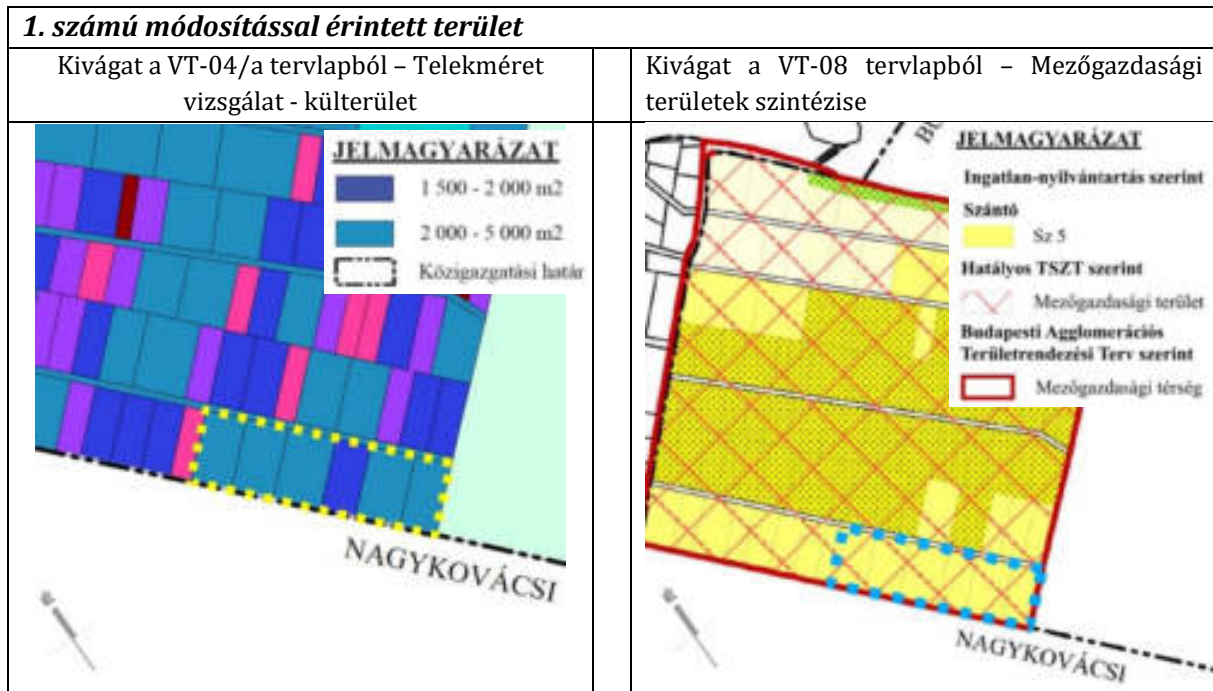 1. számú módosítással érintett terület
Kivágat a VT-04/a tervlapból – Telekméret
vizsgálat - külterület
Kivágat a VT-08 tervlapból – Mezőgazdasági
területek szintézise
JELMAGYARÁZAT
1 500 - 2 000 m2
2 000 - 5 000 m2
Közigazgatási határ
NAGYKOVÁCSI
JELMAGYARÁZAT
Ingatlan-nyilvántartás szerint
Szántó
Sz 5
Hatályos TSZT szerint
Mezőgazdasági terület
Budapesti Agglomerációs
Területrendezési Terv szerint
Mezőgazdasági térség
NAGYKOVÁCSI